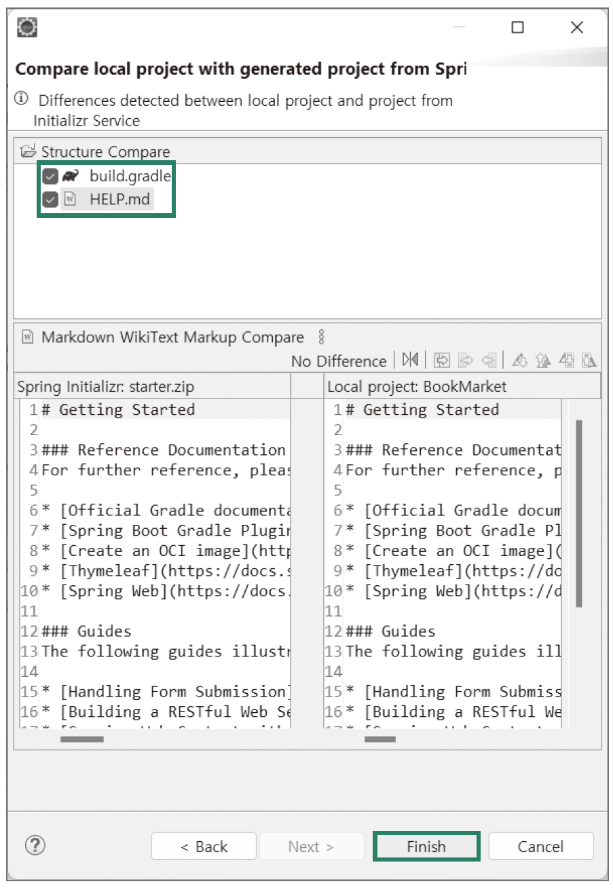 Compare local project with generated project from Spri
Differences detected between local project and project from
Initializr Service
Structure Compare
build.gradle
HELP.md
Markdown WikiText Markup Compare
No Difference
Spring Initializr: starter.zip
1 # Getting Started
2
3 ### Reference Documentation
4 For further reference, pleas
5
6 * [Official Gradle documenta
7 * [Spring Boot Gradle Plugin
8 * [Create an OCI image](http
9 * [Thymeleaf](https://docs.s
10 * [Spring Web](https://docs.
11
12 ### Guides
13 The following guides illustr
14
15 * [Handling Form Submission]
16 * [Building a RESTful Web Se
Local project: BookMarket
1 # Getting Started
2
3 ### Reference Documentat
4 For further reference, p
5
6 * [Official Gradle docum
7 * [Spring Boot Gradle Pl
8 * [Create an OCI image](
9 * [Thymeleaf](https://do
10 * [Spring Web](https://d
11
12 ### Guides
13 The following guides ill
14
15 * [Handling Form Submiss
16 * [Building a RESTful We
< Back
Next >
Finish
Cancel